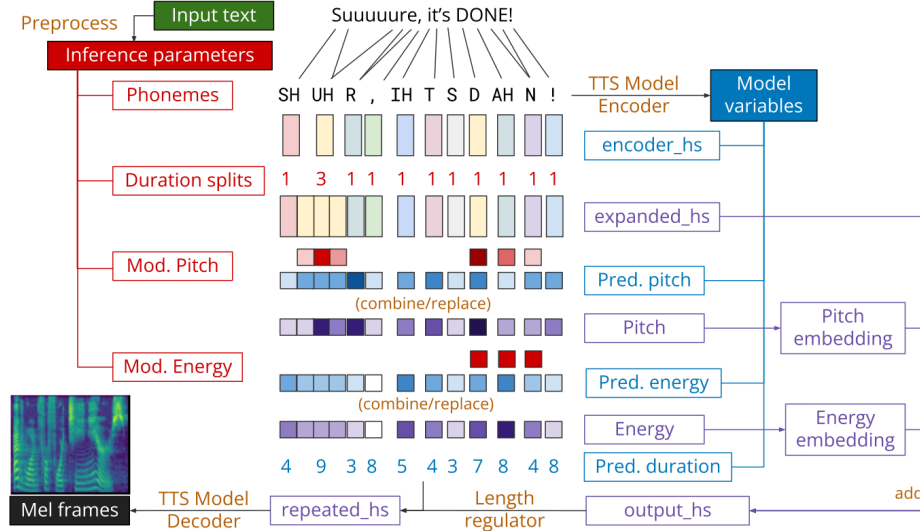 Input text
Suuuuure, it's DONE!
Preprocess
Inference parameters
Phonemes
SH UH R , IH T S D AH N !
TTS Model
Encoder
Model
variables
encoder_hs
Duration splits
1 3 1 1 1 1 1 1 1 1 1
expanded_hs
Mod. Pitch
Pred. pitch
(combine/replace)
Pitch
Pitch
embedding
Mod. Energy
Pred. energy
(combine/replace)
Energy
Energy
embedding
4 9 3 8 5 4 3 7 8 4 8
Pred. duration
Mel frames
TTS Model
Decoder
repeated_hs
Length
regulator
output_hs
add